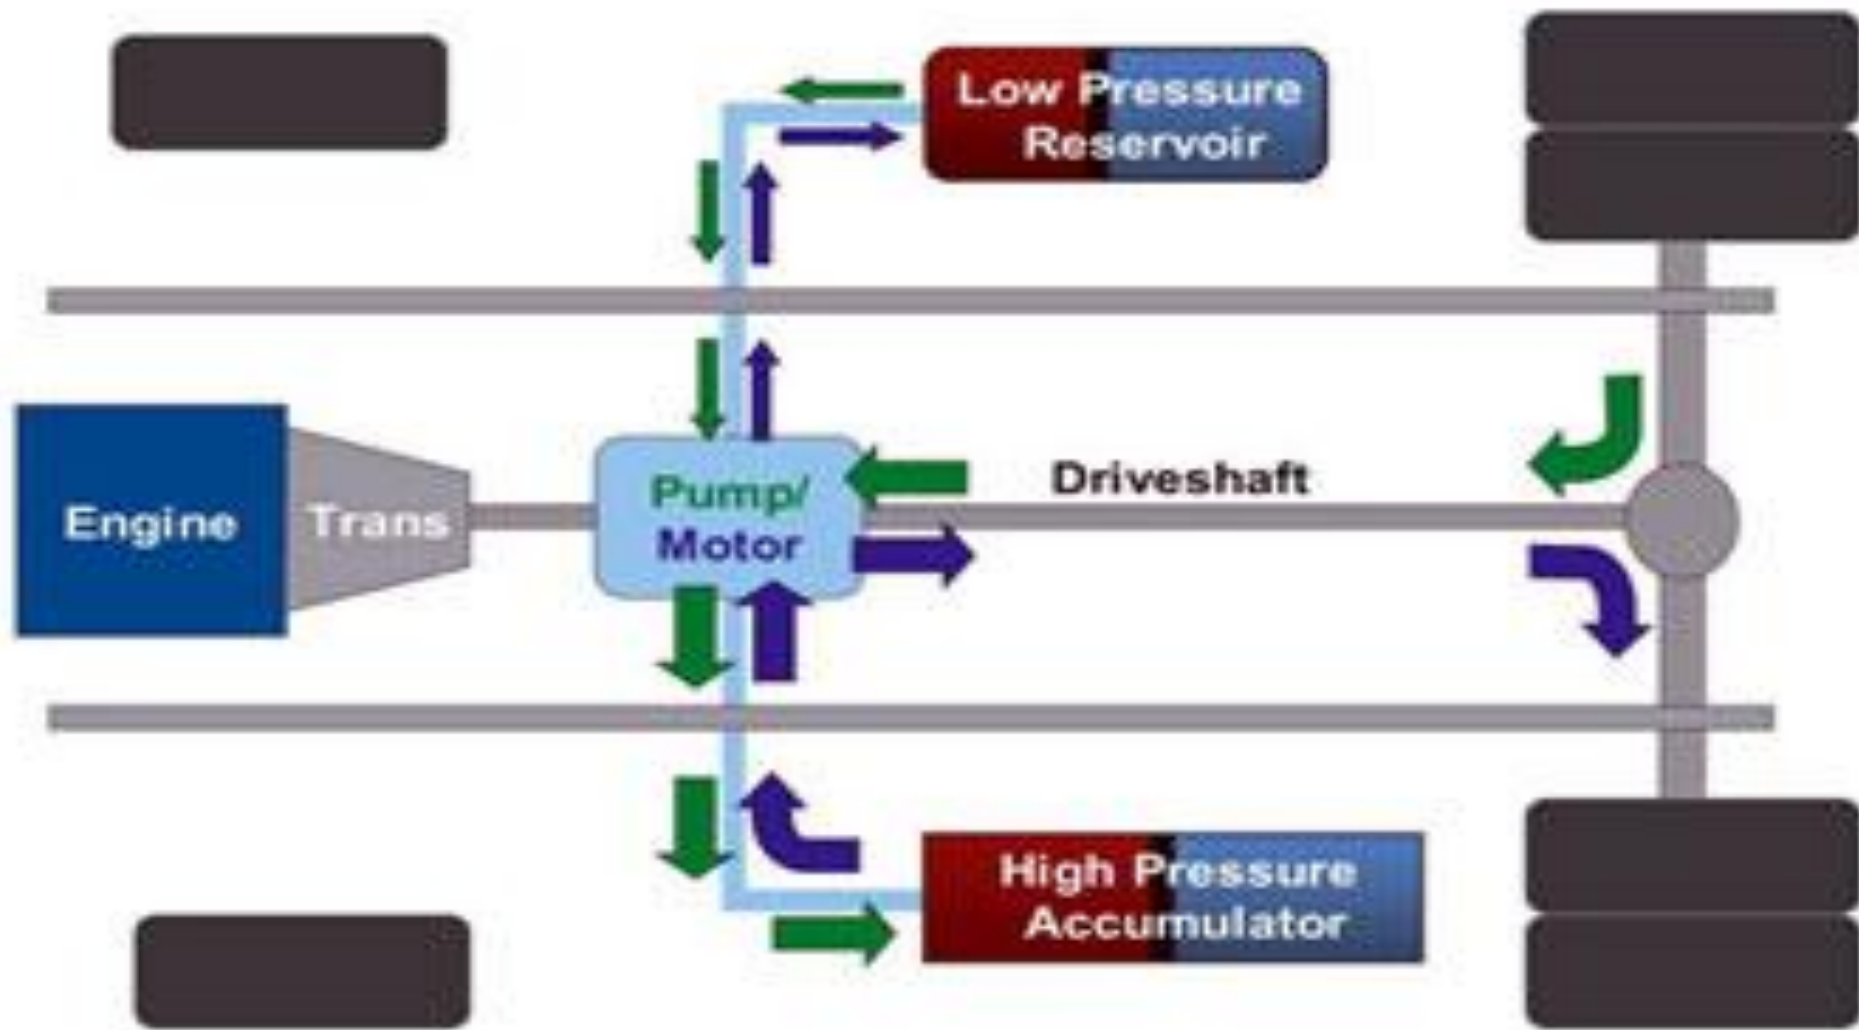 Low Pressure
Reservoir
Engine
Trans
Pump/
Motor
Driveshaft
High Pressure
Accumulator